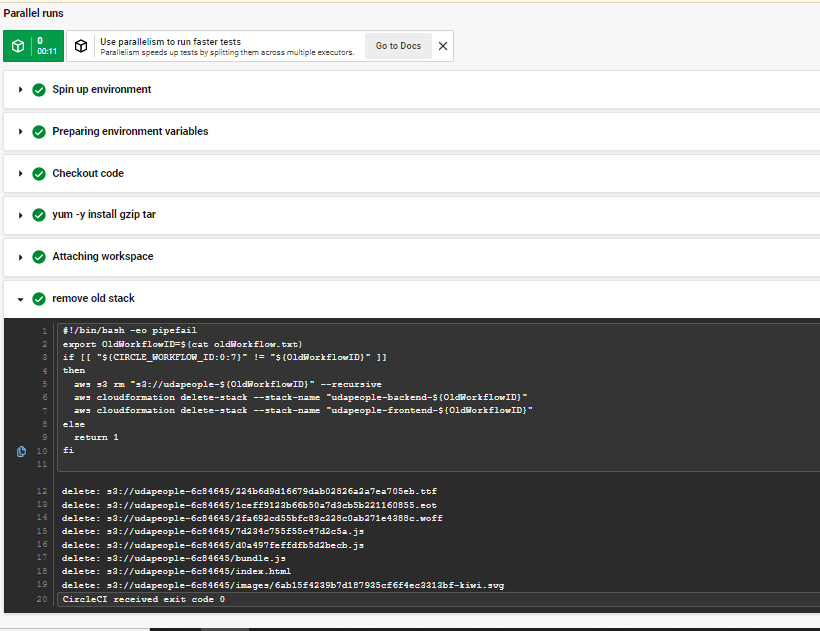 Parallel runs
0
00:11
Use parallelism to run faster tests
Parallelism speeds up tests by splitting them across multiple executors.
Go to Docs
Spin up environment
Preparing environment variables
Checkout code
yum -y install gzip tar
Attaching workspace
remove old stack
1 #!/bin/bash -eo pipefail
2 export OldWorkflowID=$(cat oldWorkflow.txt)
3 if [[ "${CIRCLE_WORKFLOW_ID:0:7}" != "${OldWorkflowID}" ]]
4 then
5 aws s3 rm "s3://udapeople-${OldWorkflowID}" --recursive
6 aws cloudformation delete-stack --stack-name "udapeople-backend-${OldWorkflowID}"
7 aws cloudformation delete-stack --stack-name "udapeople-frontend-${OldWorkflowID}"
8 else
9 return 1
10 fi
11
12 delete: s3://udapeople-6c84645/224b6d9d16679dab02826a2a7ea705eb.ttf
13 delete: s3://udapeople-6c84645/1ceff9123b66b50a7d3cb5b221160855.eot
14 delete: s3://udapeople-6c84645/2fa692cd55bfc83c228c0ab271e4388c.woff
15 delete: s3://udapeople-6c84645/7d234c755f55c47d2c5a.js
16 delete: s3://udapeople-6c84645/d0a497feffdfb5d2becb.js
17 delete: s3://udapeople-6c84645/bundle.js
18 delete: s3://udapeople-6c84645/index.html
19 delete: s3://udapeople-6c84645/images/6ab15f4239b7d187935cf6f4ec3313bf-kiwi.svg
20 CircleCI received exit code 0